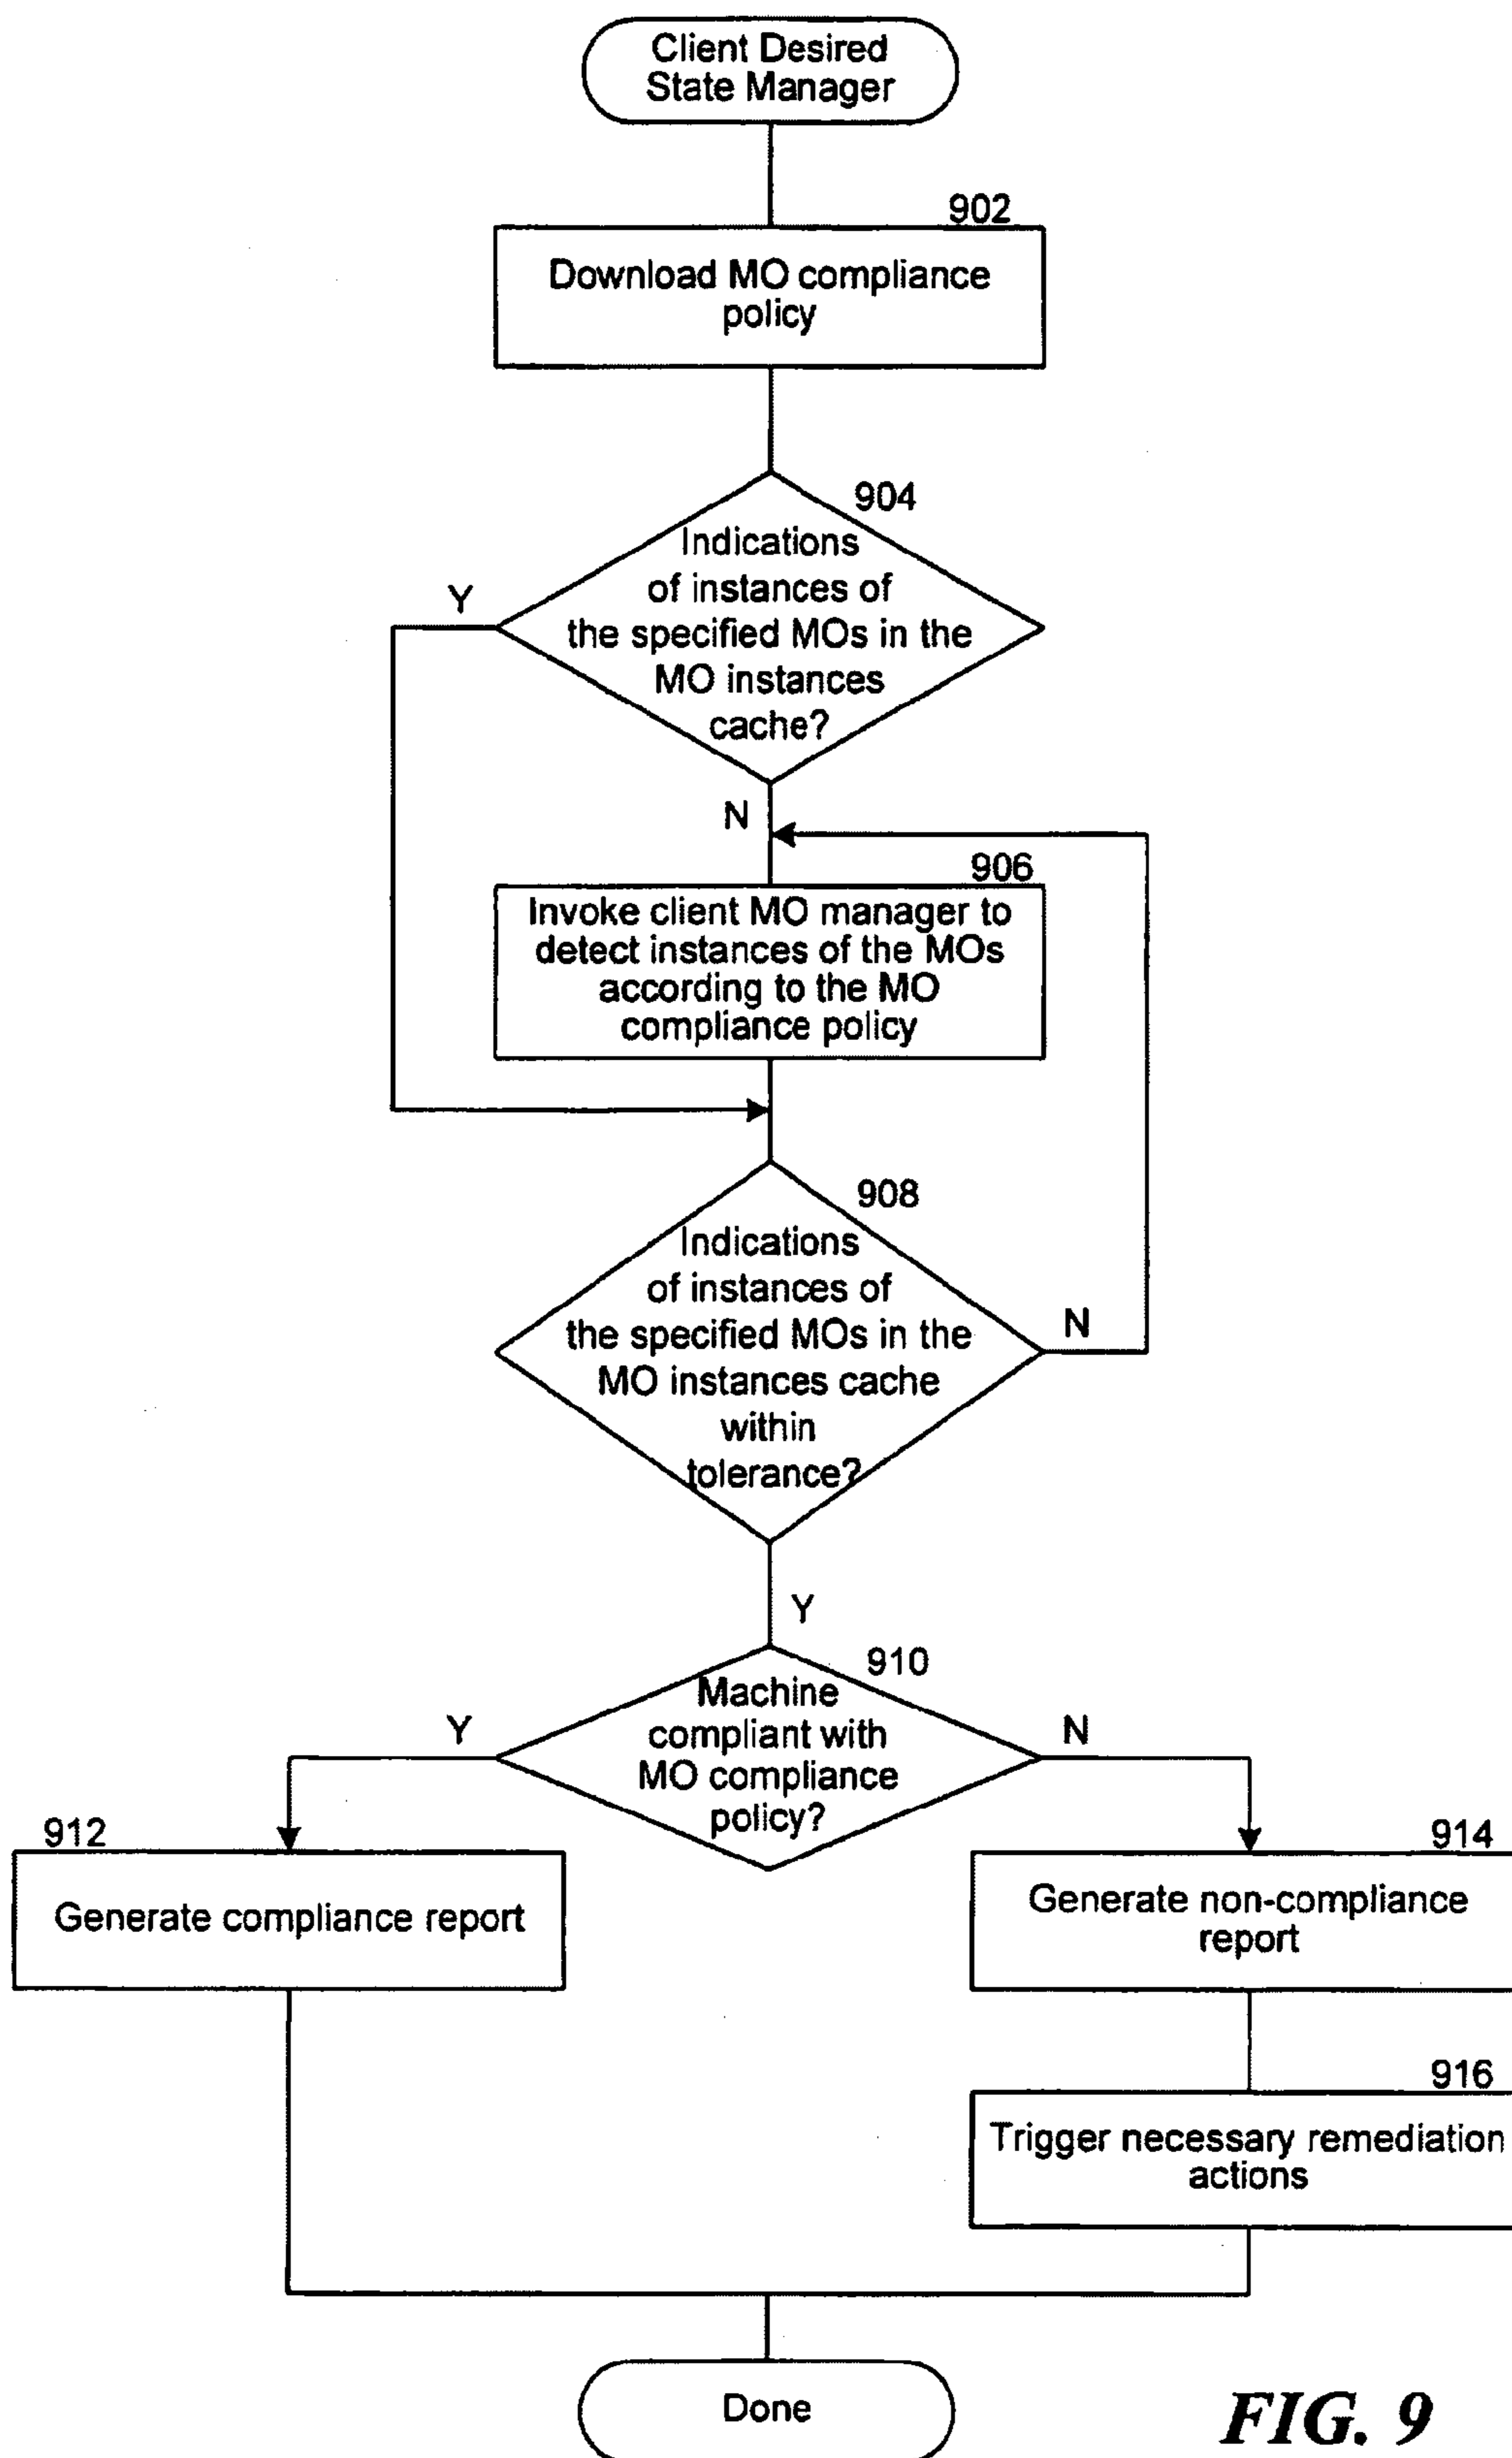 Client Desired
State Manager
902
Download MO compliance
policy
904
Indications
of instances of
the specified MOs in the
MO instances
cache?
Y
N
906
Invoke client MO manager to
detect instances of the MOs
according to the MO
compliance policy
908
Indications
of instances of
the specified MOs in the
MO instances cache
within
tolerance?
N
Y
910
Machine
compliant with
MO compliance
policy?
Y
N
912
Generate compliance report
914
Generate non-compliance
report
916
Trigger necessary remediation
actions
Done
FIG. 9